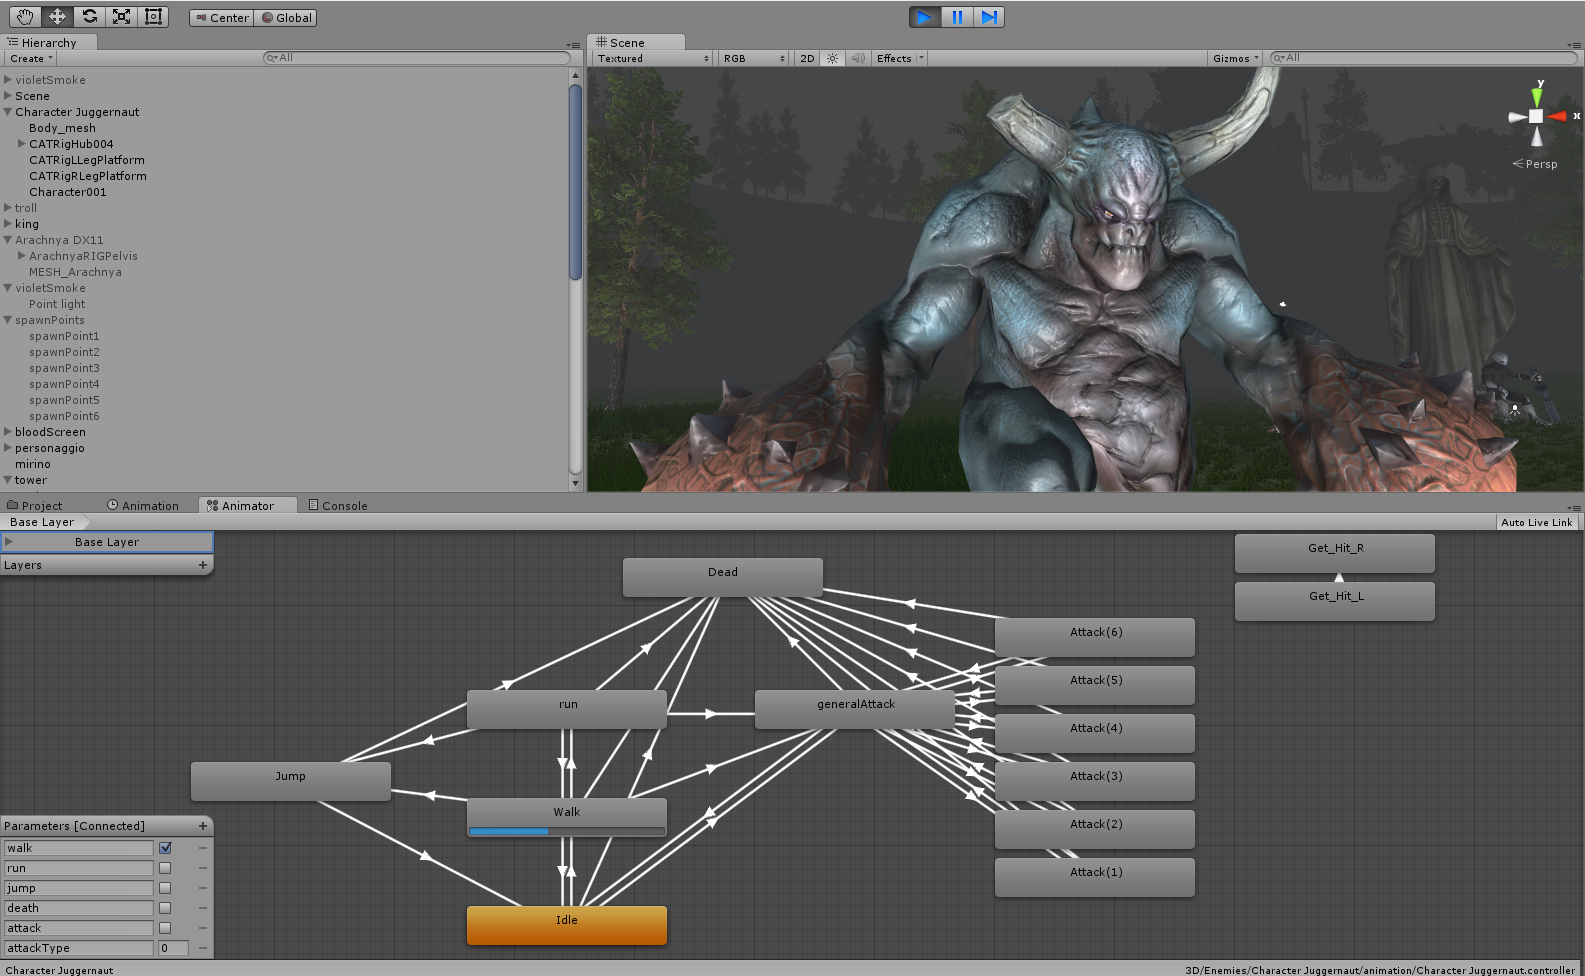 Center Global
Hierarchy
Create All
violetSmoke
Scene
Character Juggernaut
Body_mesh
CATRigHub004
CATRigLLegPlatform
CATRigRLegPlatform
Character001
troll
king
Arachnya DX11
ArachnyaRIGPelvis
MESH_Arachnya
violetSmoke
Point light
spawnPoints
spawnPoint1
spawnPoint2
spawnPoint3
spawnPoint4
spawnPoint5
spawnPoint6
bloodScreen
personaggio
mirino
tower
Scene
Textured RGB 2D Effects Gizmos All
y
x
Persp
Project Animation Animator Console
Base Layer Auto Live Link
Base Layer
Layers +
Get_Hit_R
Get_Hit_L
Dead
Attack(6)
Attack(5)
run
generalAttack
Attack(4)
Jump
Attack(3)
Walk
Attack(2)
Attack(1)
Idle
Parameters [Connected] +
walk
run
jump
death
attack
attackType 0
Character Juggernaut 3D/Enemies/Character Juggernaut/animation/Character Juggernaut.controller